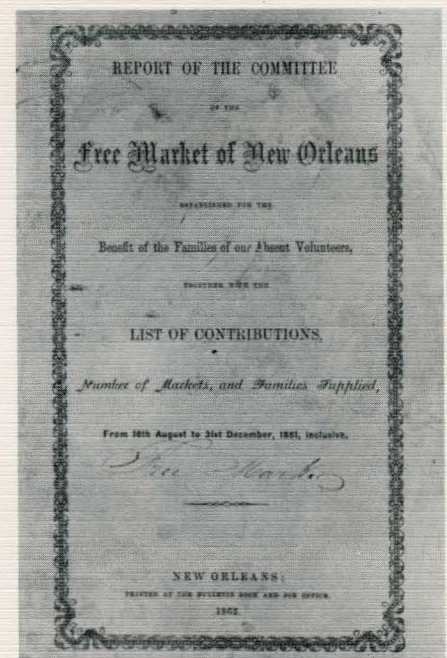 REPORT OF THE COMMITTEE
OF THE
Free Market of New Orleans
ESTABLISHED FOR THE
Benefit of the Families of our Absent Volunteers,
TOGETHER WITH THE
LIST OF CONTRIBUTIONS,
Number of Markets, and Families Supplied,
From 16th August to 31st December, 1861, inclusive.
Free Market
NEW ORLEANS:
PRINTED AT THE BULLETIN BOOK AND JOB OFFICE.
1862.